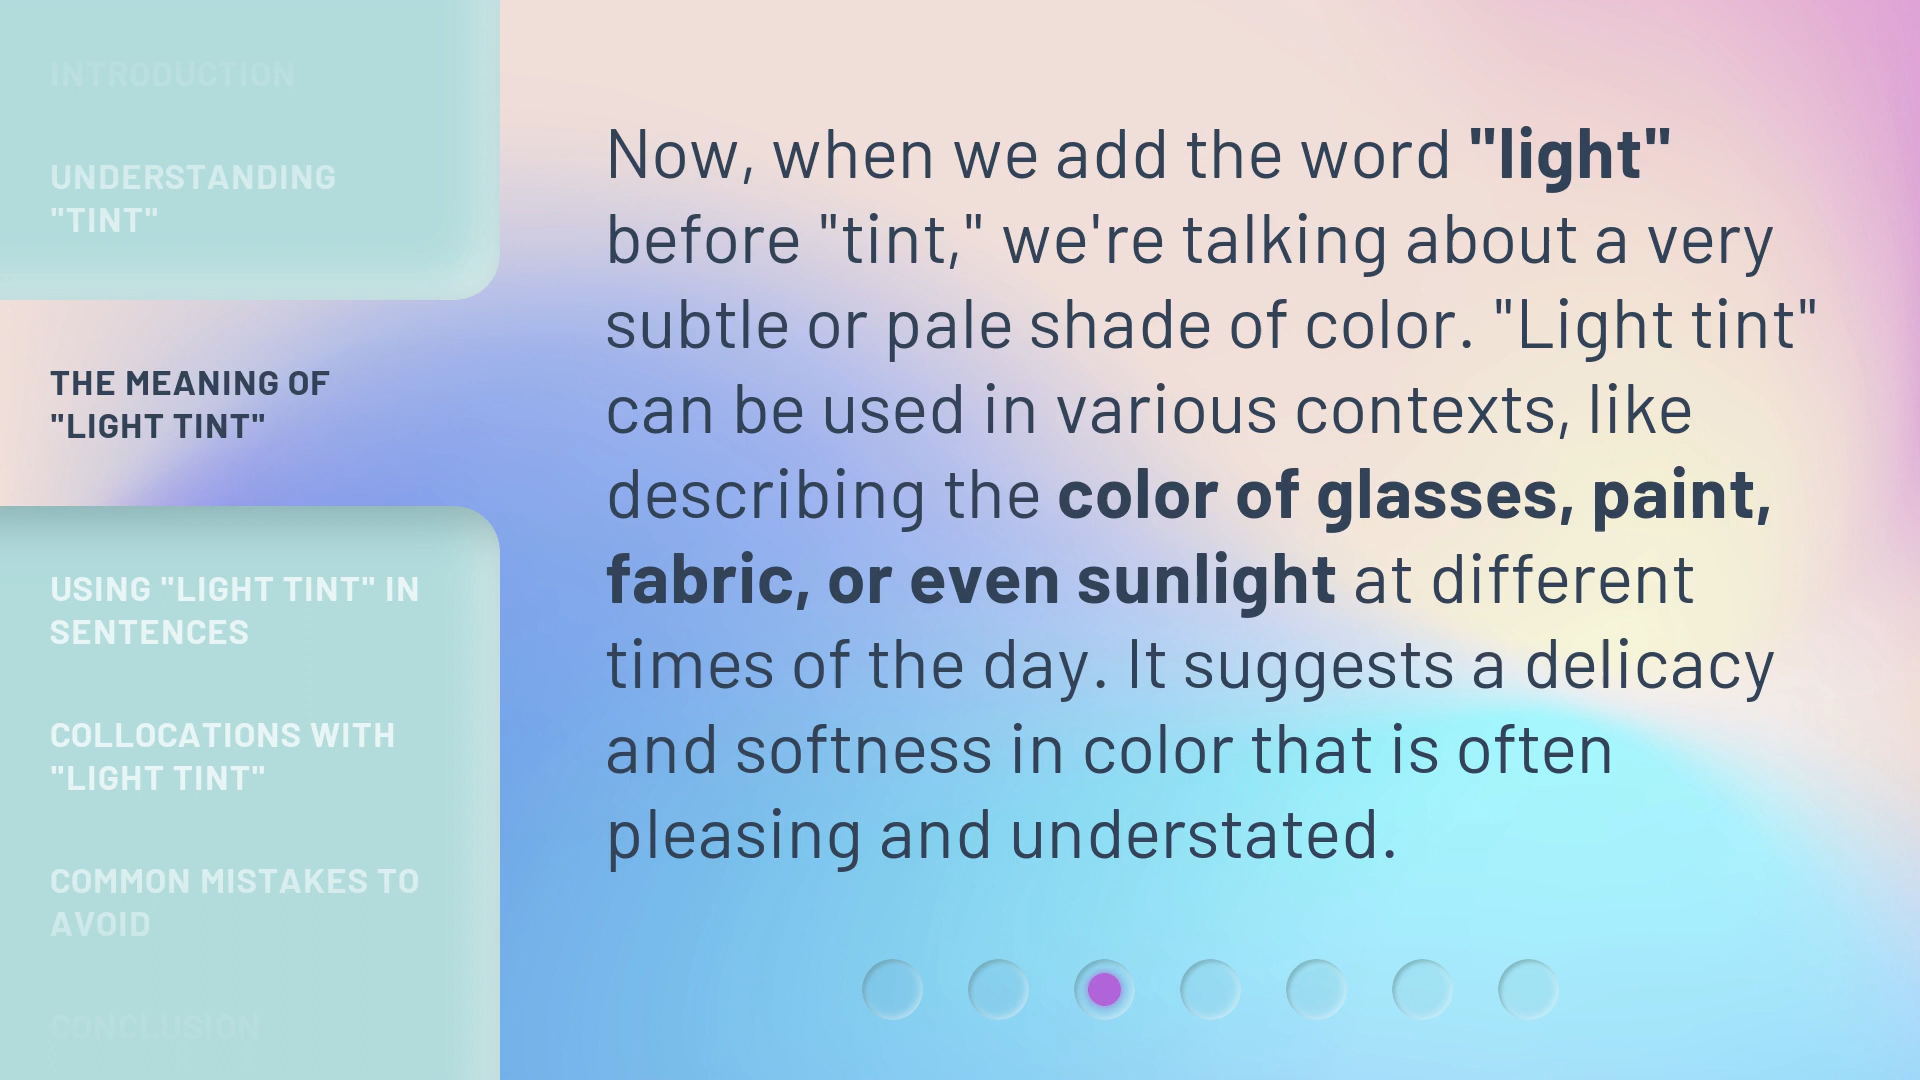 INTRODUCTION
UNDERSTANDING
"TINT"
THE MEANING OF
"LIGHT TINT"
USING "LIGHT TINT" IN
SENTENCES
COLLOCATIONS WITH
"LIGHT TINT"
COMMON MISTAKES TO
AVOID
CONCLUSION
Now, when we add the word "light"
before "tint," we're talking about a very
subtle or pale shade of color. "Light tint"
can be used in various contexts, like
describing the color of glasses, paint,
fabric, or even sunlight at different
times of the day. It suggests a delicacy
and softness in color that is often
pleasing and understated.